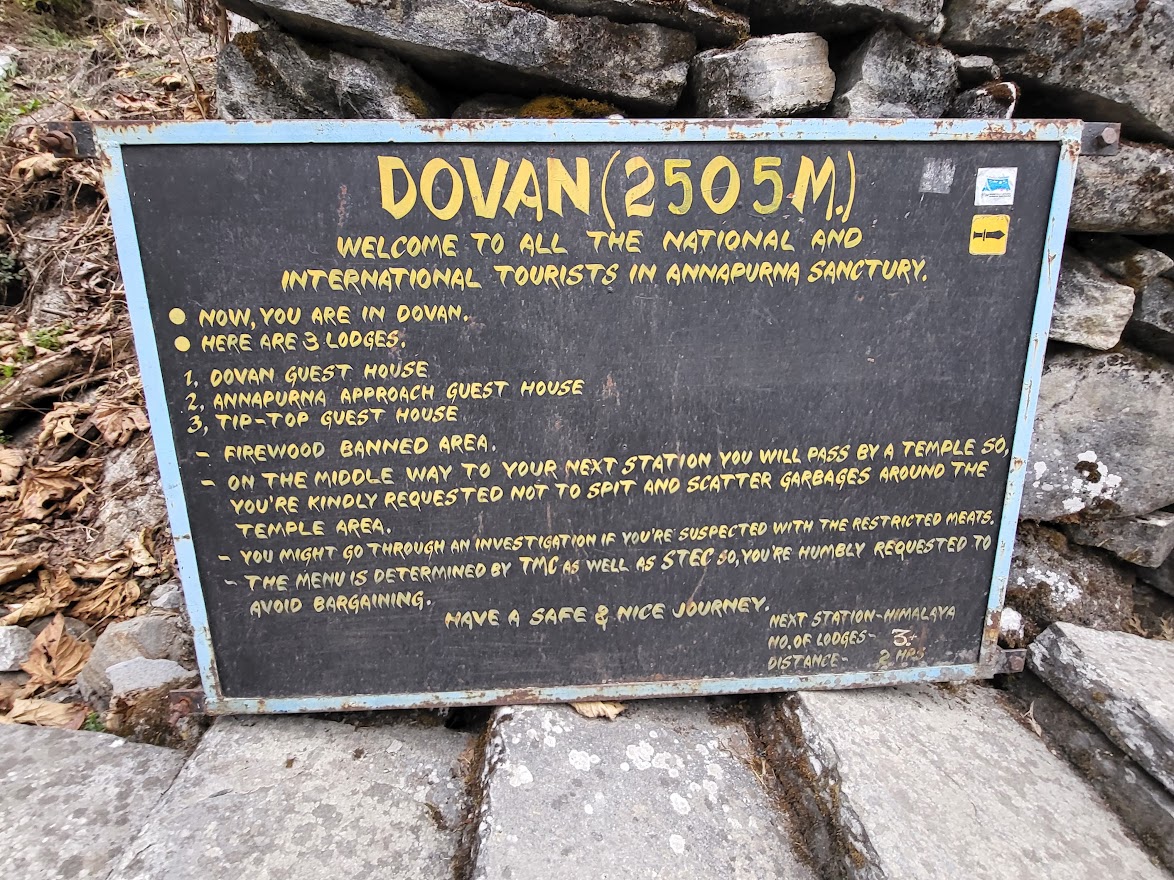 DOVAN (2505 M.)
WELCOME TO ALL THE NATIONAL AND
INTERNATIONAL TOURISTS IN ANNAPURNA SANCTURY.
● NOW, YOU ARE IN DOVAN.
● HERE ARE 3 LODGES.
1, DOVAN GUEST HOUSE
2, ANNAPURNA APPROACH GUEST HOUSE
3, TIP-TOP GUEST HOUSE
- FIREWOOD BANNED AREA.
- ON THE MIDDLE WAY TO YOUR NEXT STATION YOU WILL PASS BY A TEMPLE SO,
YOU'RE KINDLY REQUESTED NOT TO SPIT AND SCATTER GARBAGES AROUND THE
TEMPLE AREA.
- YOU MIGHT GO THROUGH AN INVESTIGATION IF YOU'RE SUSPECTED WITH THE RESTRICTED MEATS.
- THE MENU IS DETERMINED BY TMC AS WELL AS STEC SO, YOU'RE HUMBLY REQUESTED TO
AVOID BARGAINING.
HAVE A SAFE & NICE JOURNEY.
NEXT STATION-HIMALAYA
NO. OF LODGES- 3
DISTANCE- 2 HRS